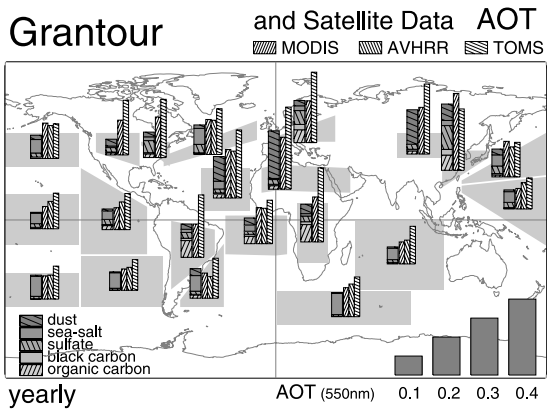 Grantour
and Satellite Data AOT
MODIS AVHRR TOMS
dust
sea-salt
sulfate
black carbon
organic carbon
yearly
AOT (550nm) 0.1 0.2 0.3 0.4